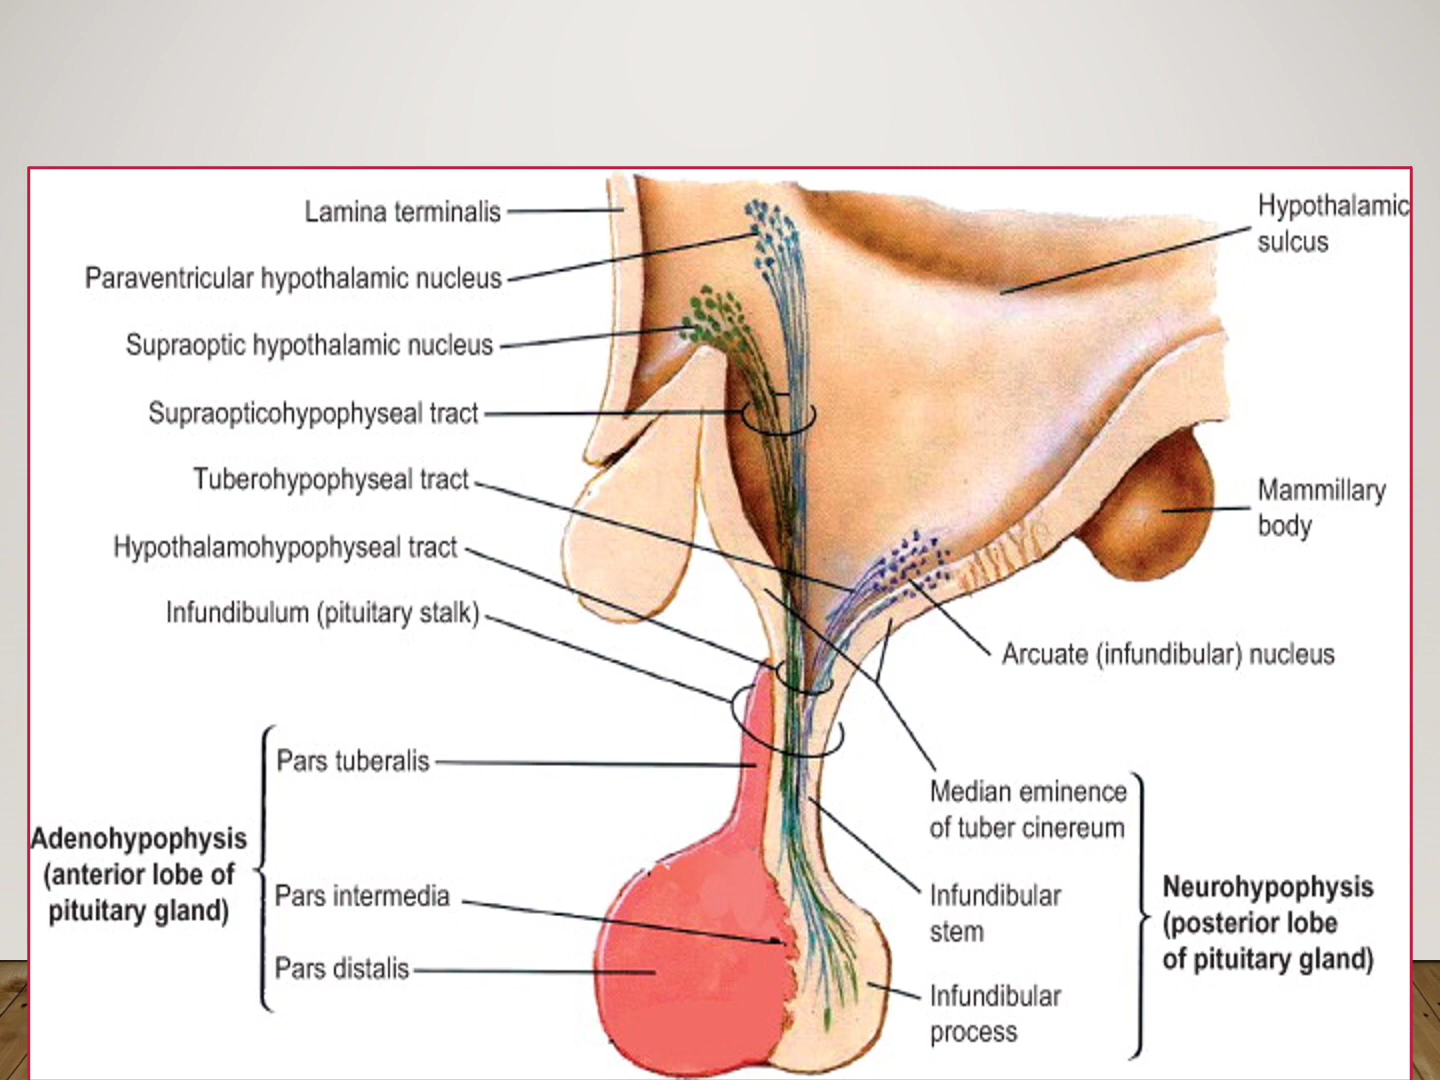 Lamina terminalis
Paraventricular hypothalamic nucleus
Supraoptic hypothalamic nucleus
Supraopticohypophyseal tract
Tuberohypophyseal tract
Hypothalamohypophyseal tract
Infundibulum (pituitary stalk)
Adenohypophysis
(anterior lobe of
pituitary gland)
Pars tuberalis
Pars intermedia
Pars distalis
Hypothalamic
sulcus
Mammillary
body
Arcuate (infundibular) nucleus
Median eminence
of tuber cinereum
Infundibular
stem
Infundibular
process
Neurohypophysis
(posterior lobe
of pituitary gland)